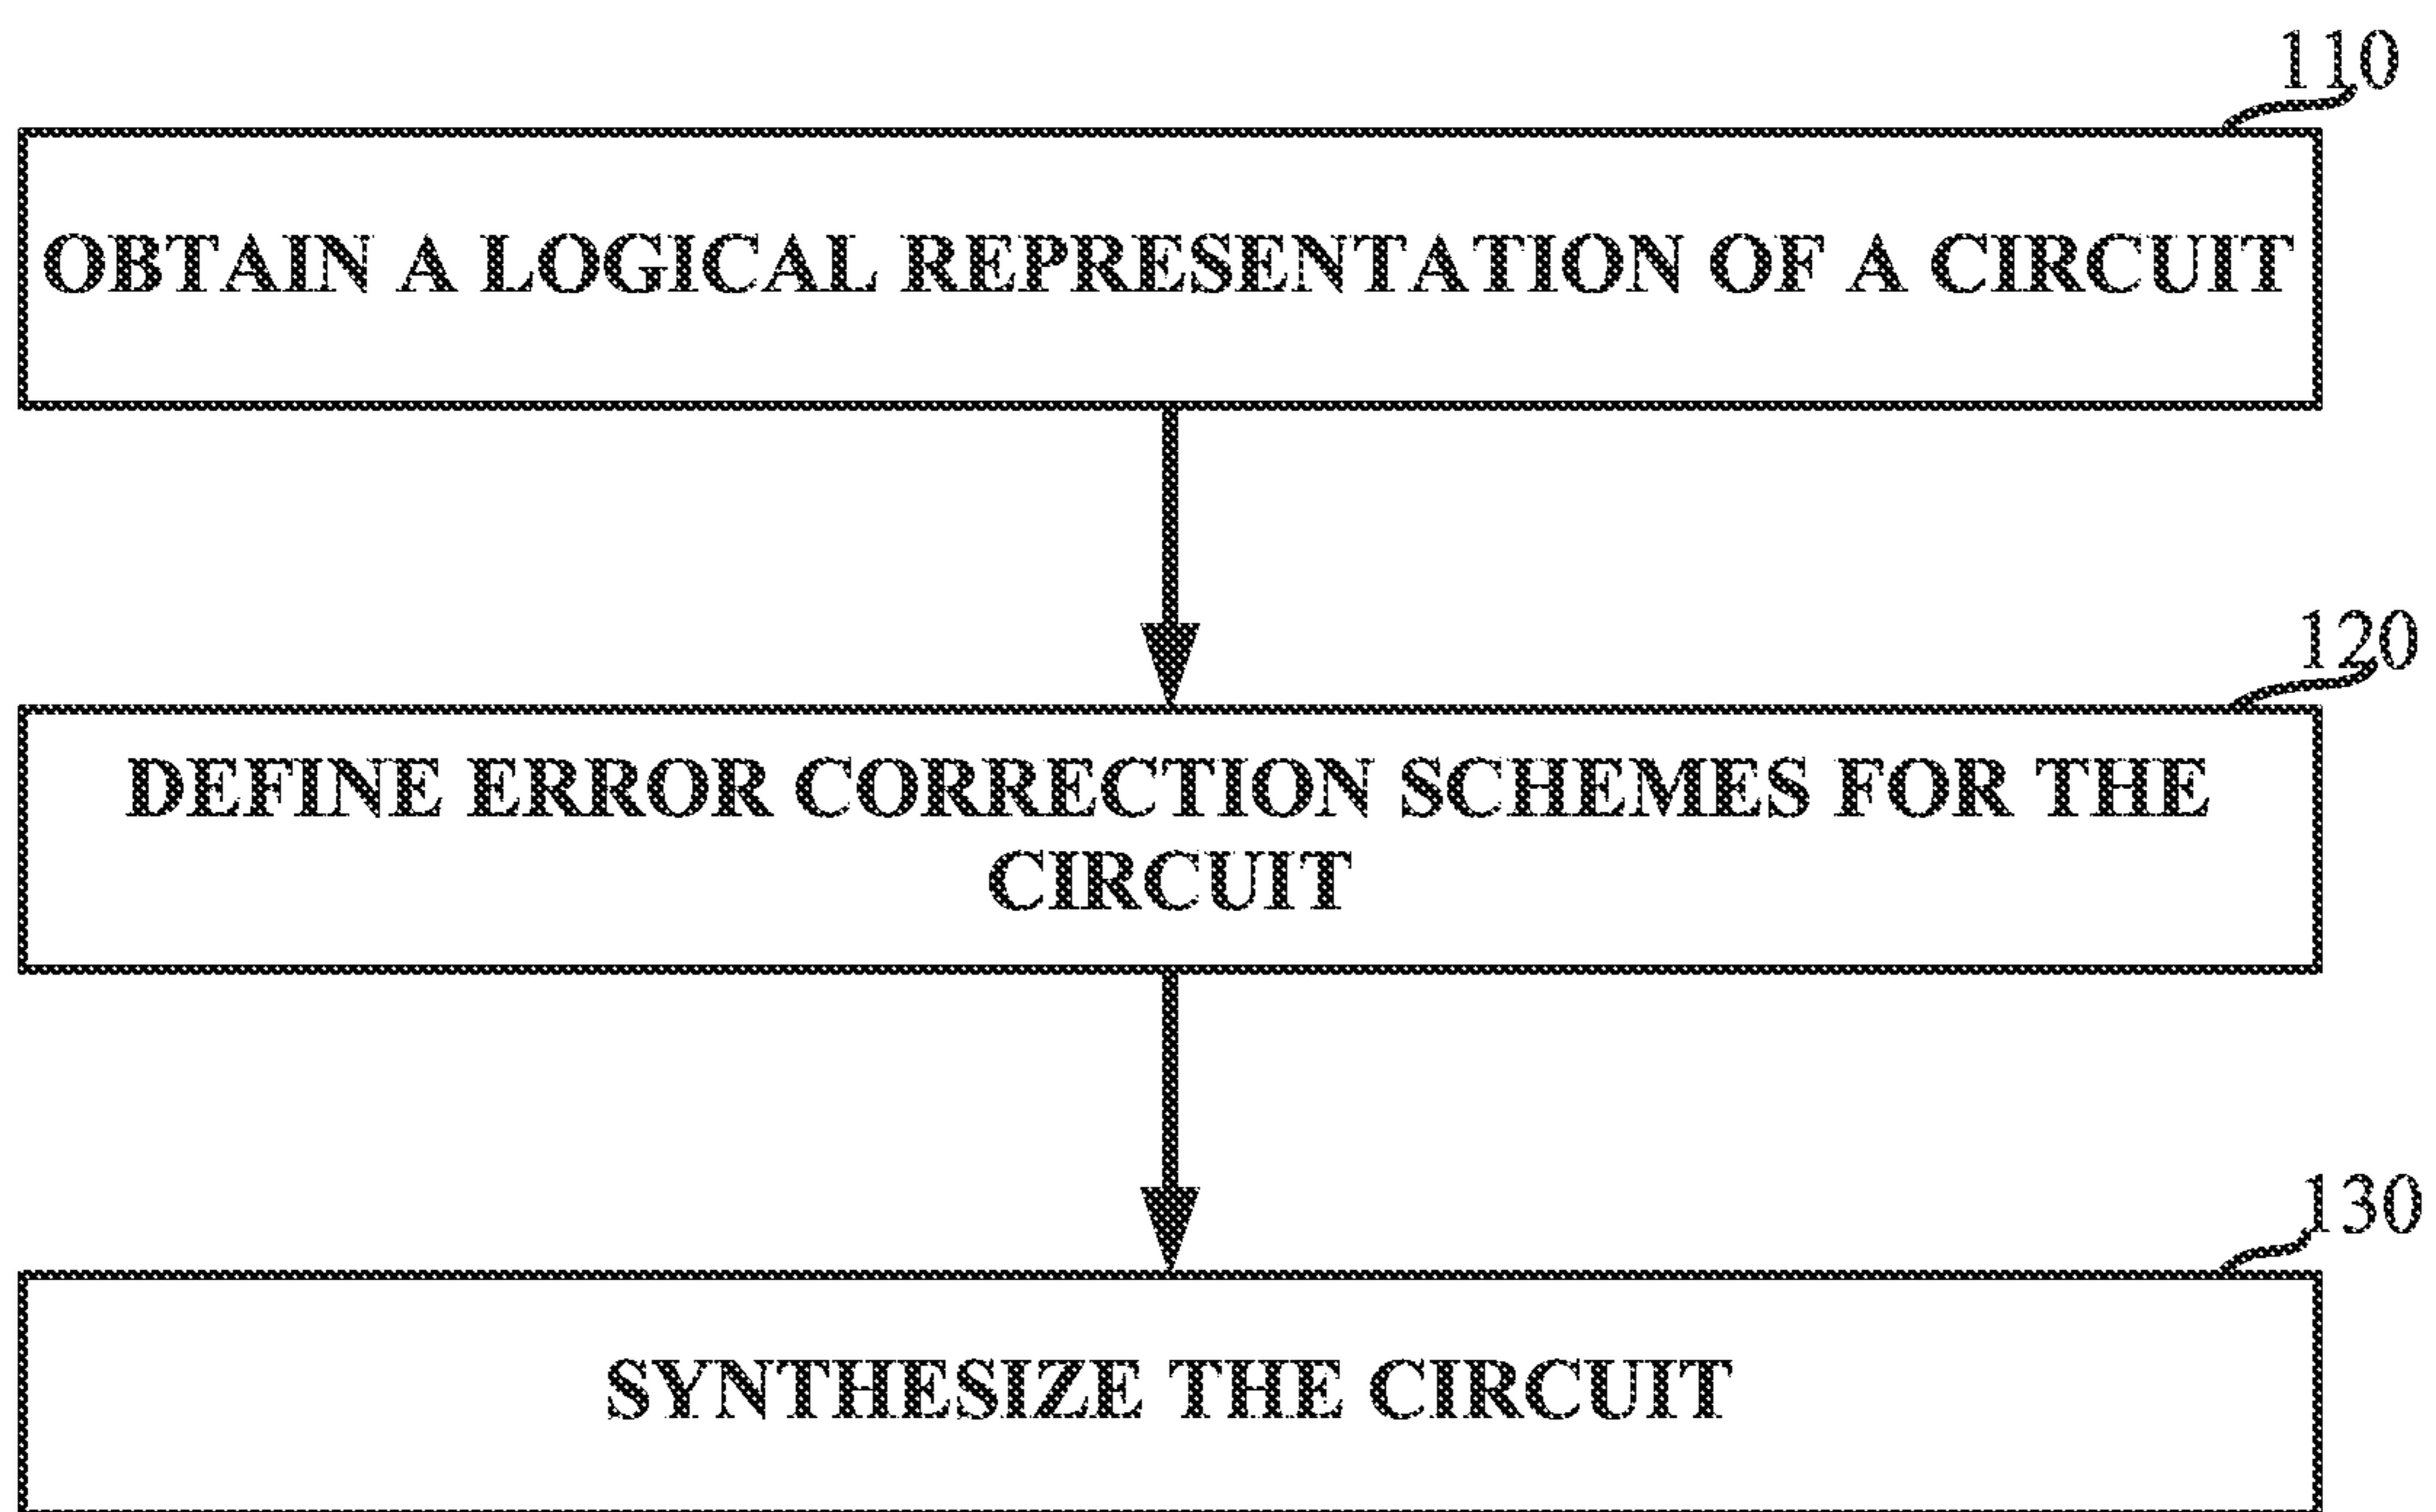 110
OBTAIN A LOGICAL REPRESENTATION OF A CIRCUIT
120
DEFINE ERROR CORRECTION SCHEMES FOR THE
CIRCUIT
130
SYNTHESIZE THE CIRCUIT